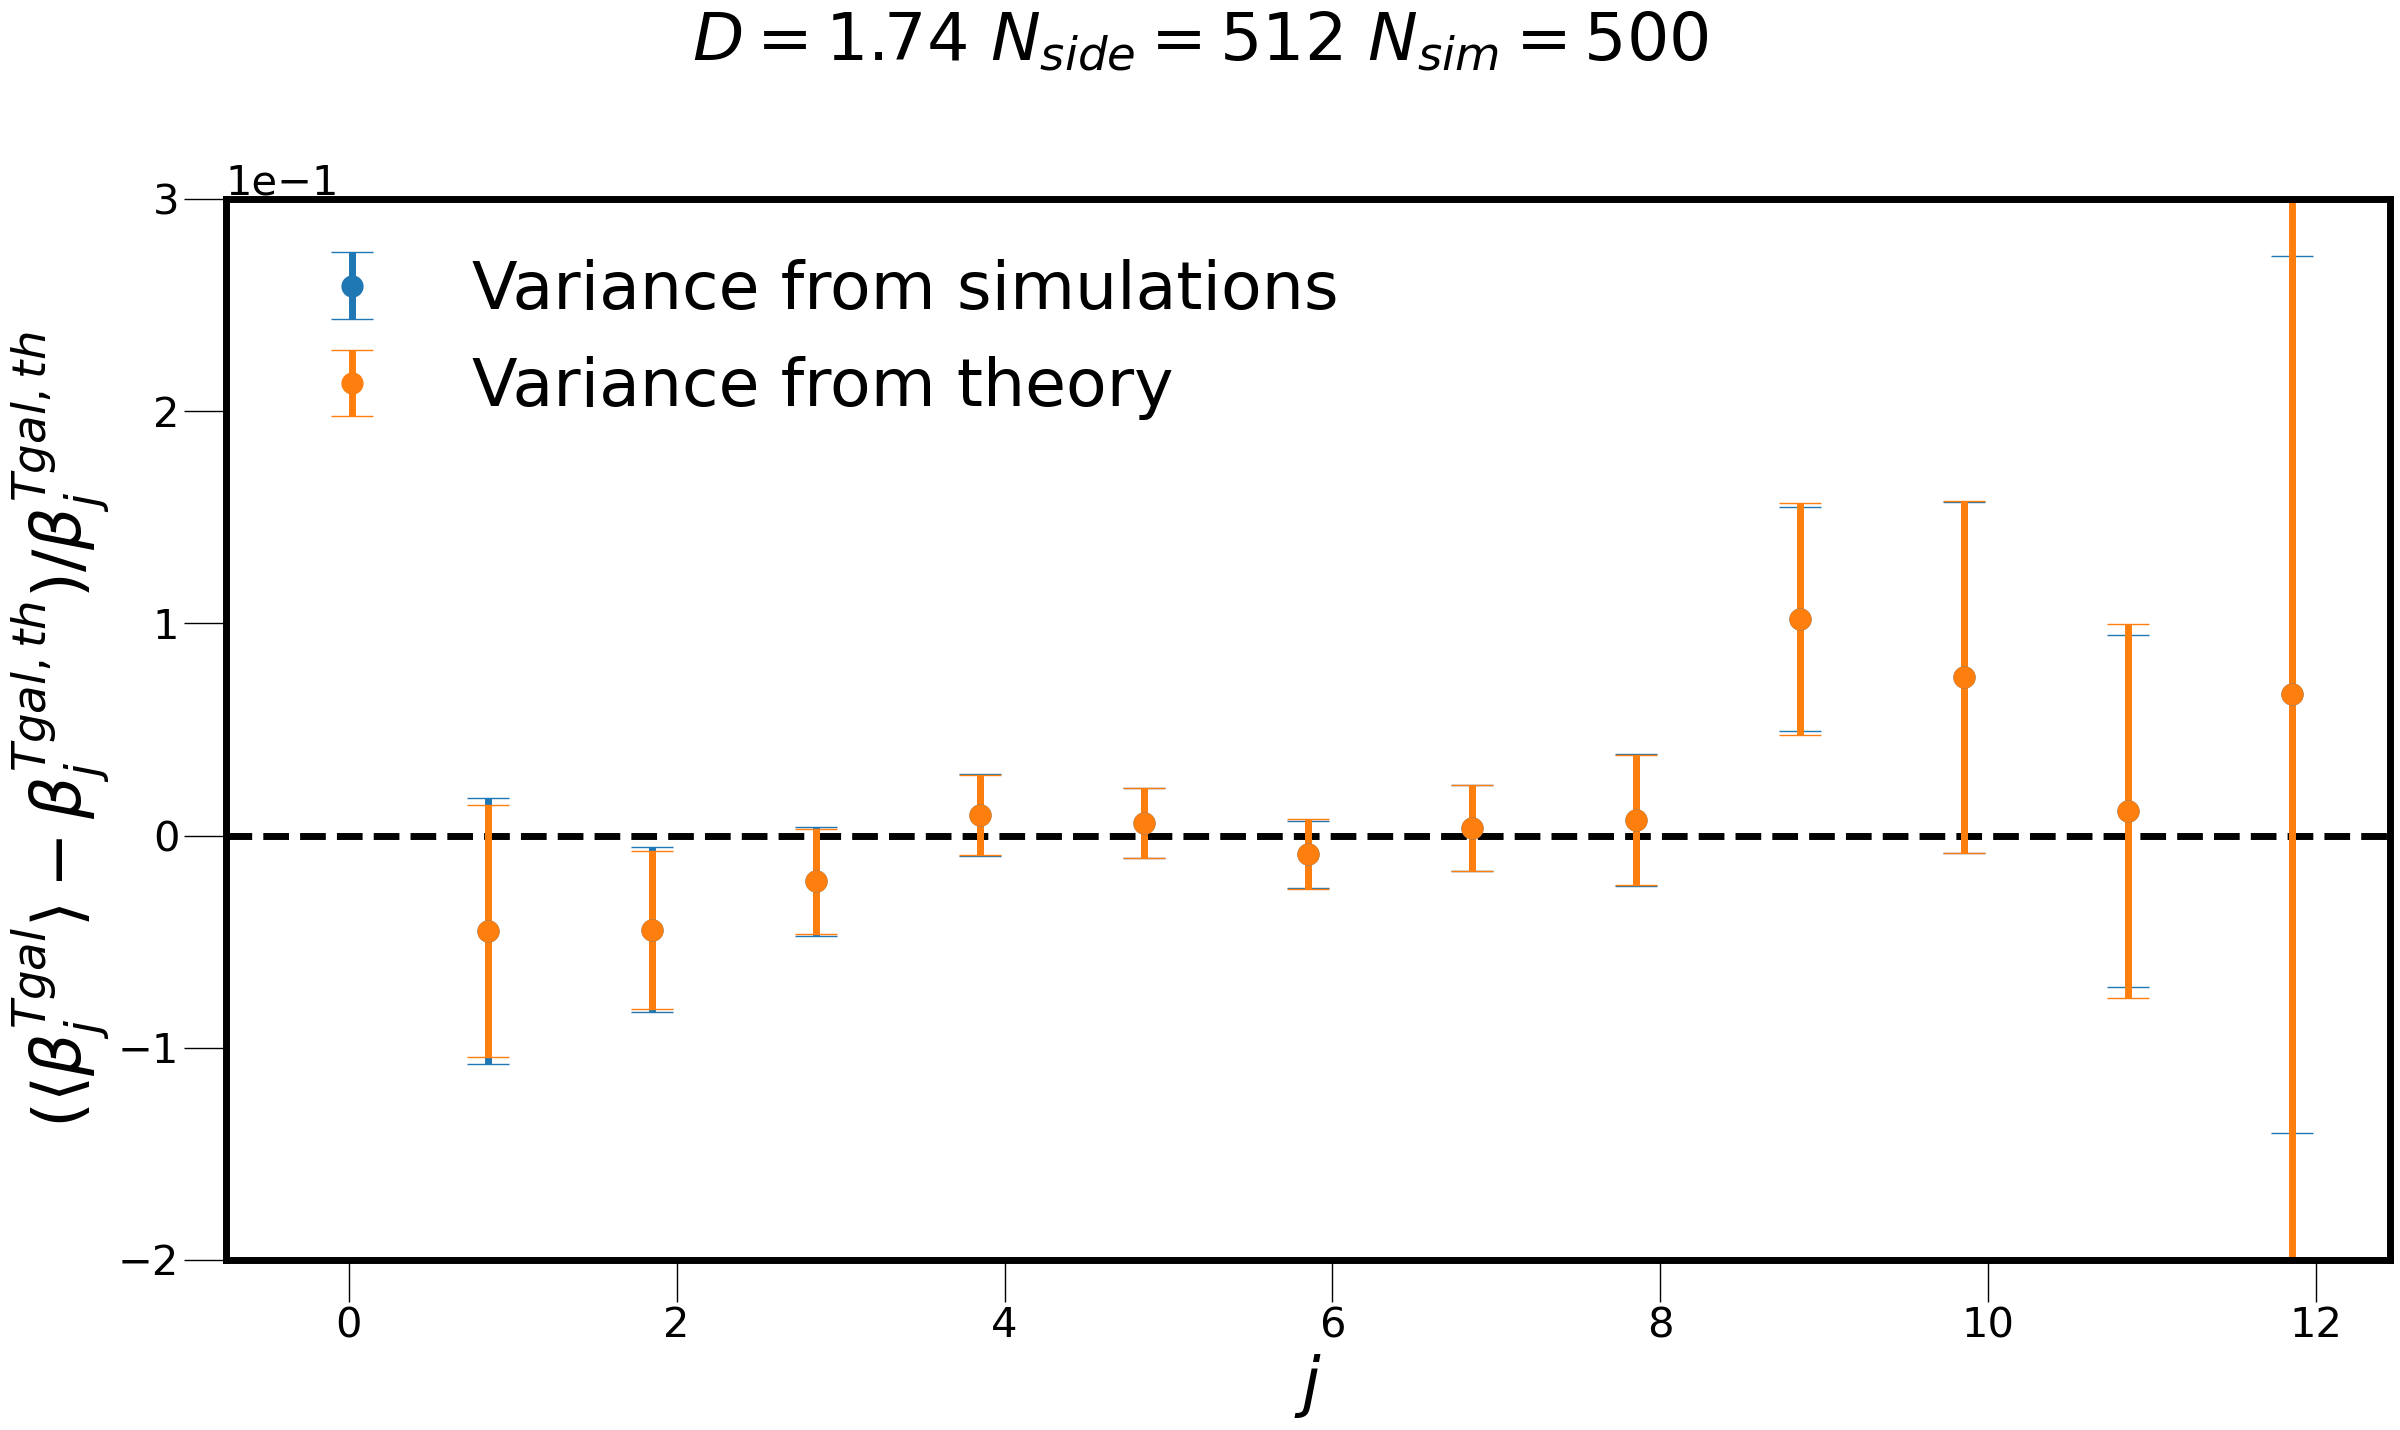 D = 1.74 N_side = 512 N_sim = 500
1e−1
3
2
1
0
−1
−2
Variance from simulations
Variance from theory
(⟨β_j^{Tgal}⟩ − β_j^{Tgal, th})/β_j^{Tgal, th}
0 2 4 6 8 10 12
j